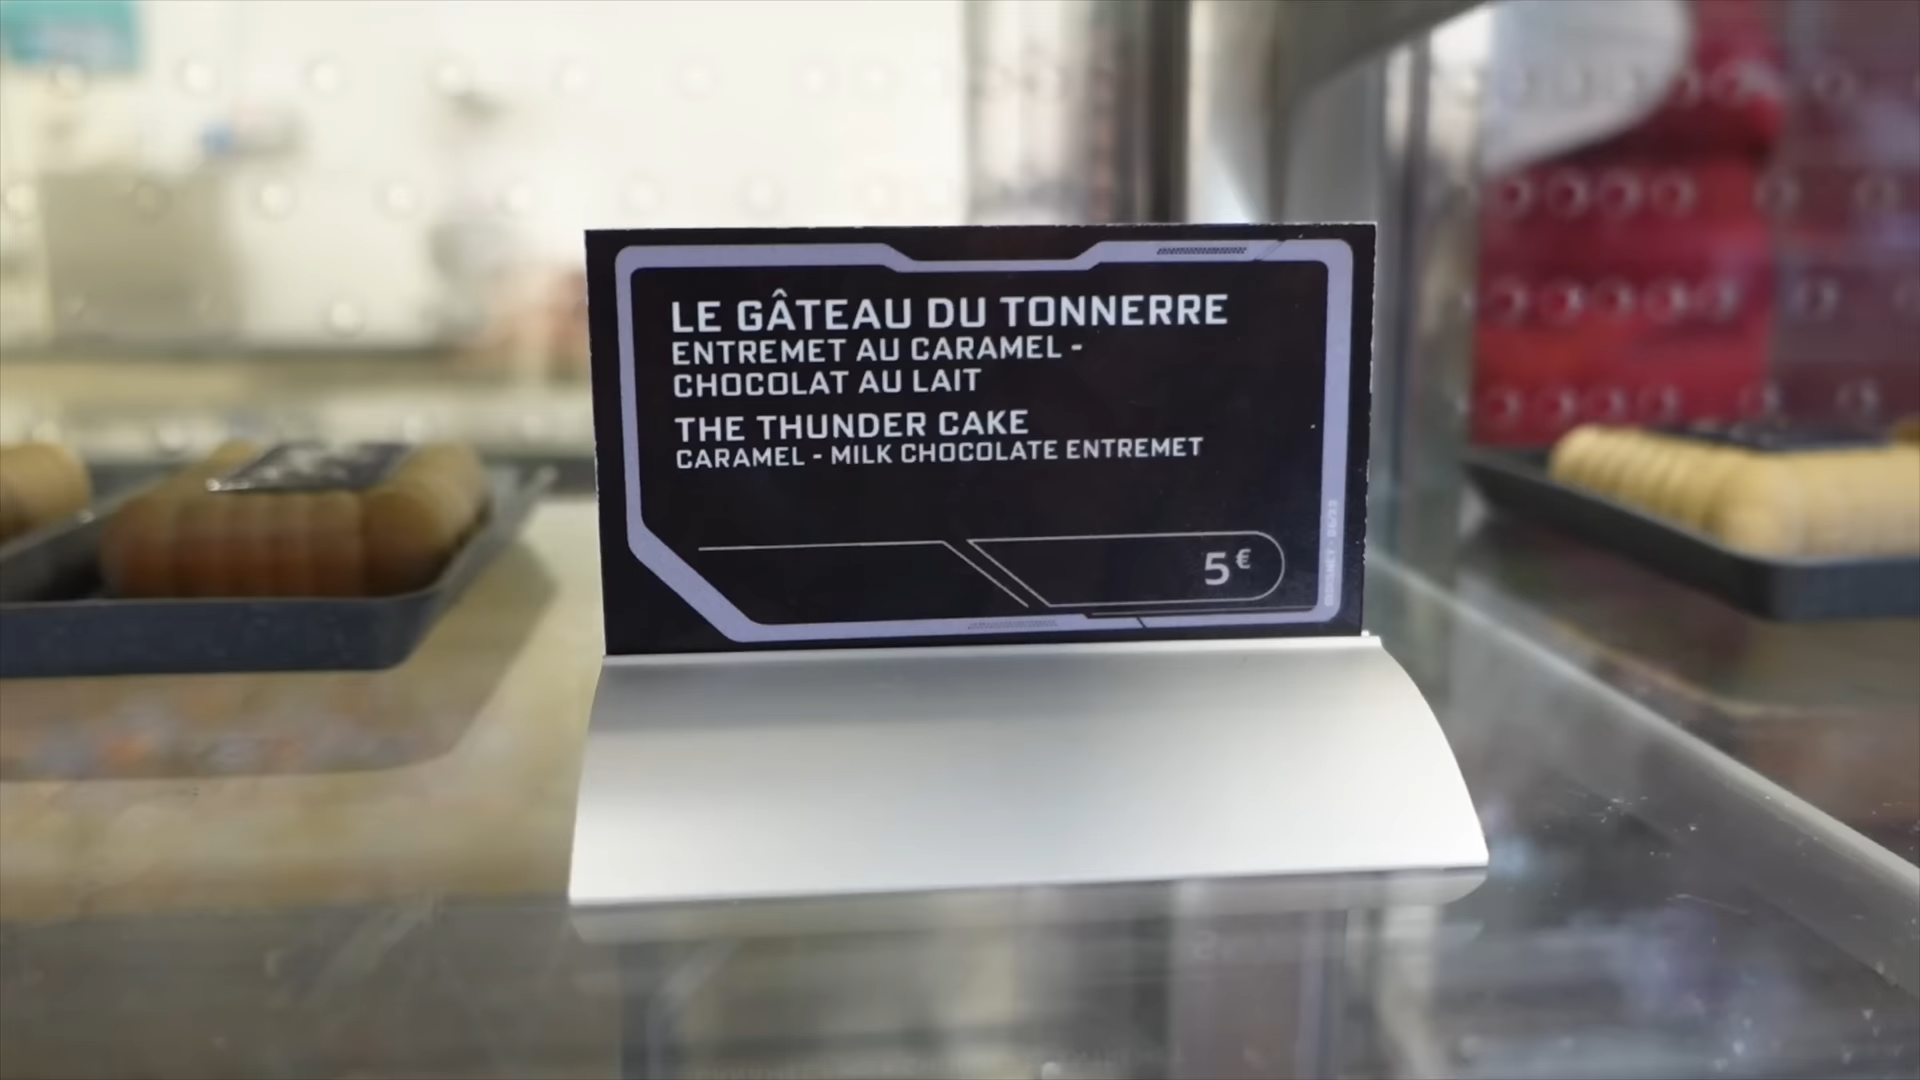 LE GÂTEAU DU TONNERRE
ENTREMET AU CARAMEL -
CHOCOLAT AU LAIT
THE THUNDER CAKE
CARAMEL - MILK CHOCOLATE ENTREMET
5€